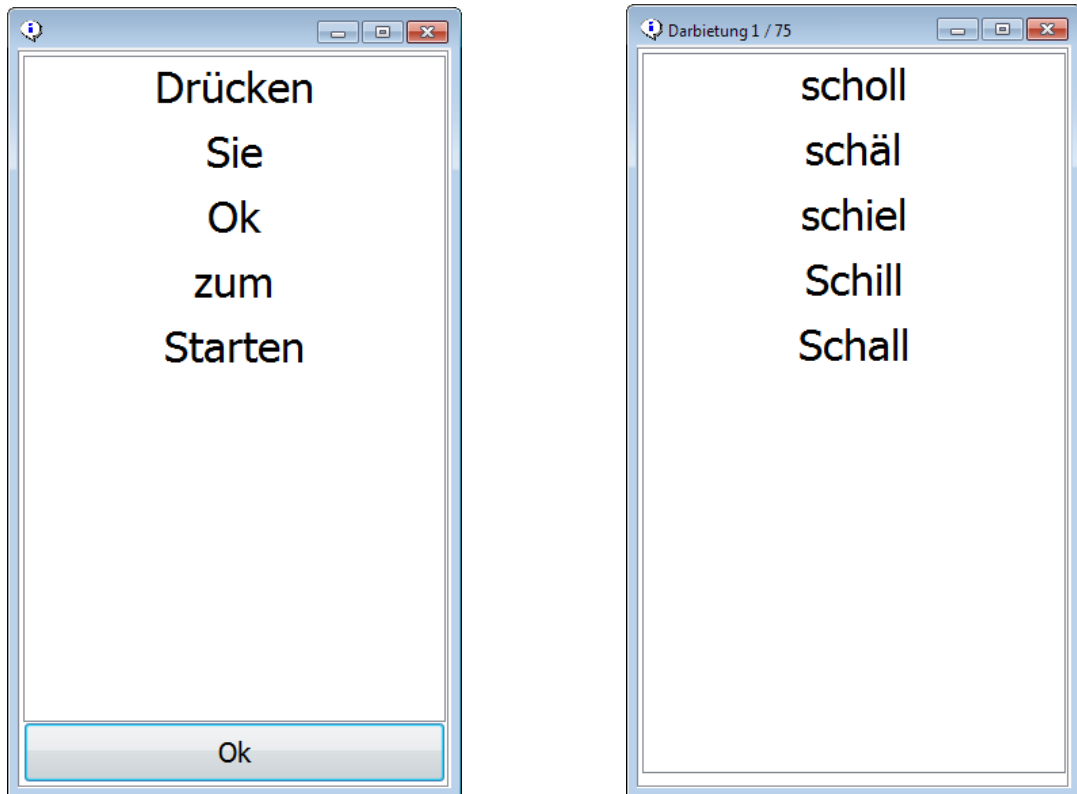 Drücken
Sie
Ok
zum
Starten
Ok
Darbietung 1 / 75
scholl
schäl
schiel
Schill
Schall